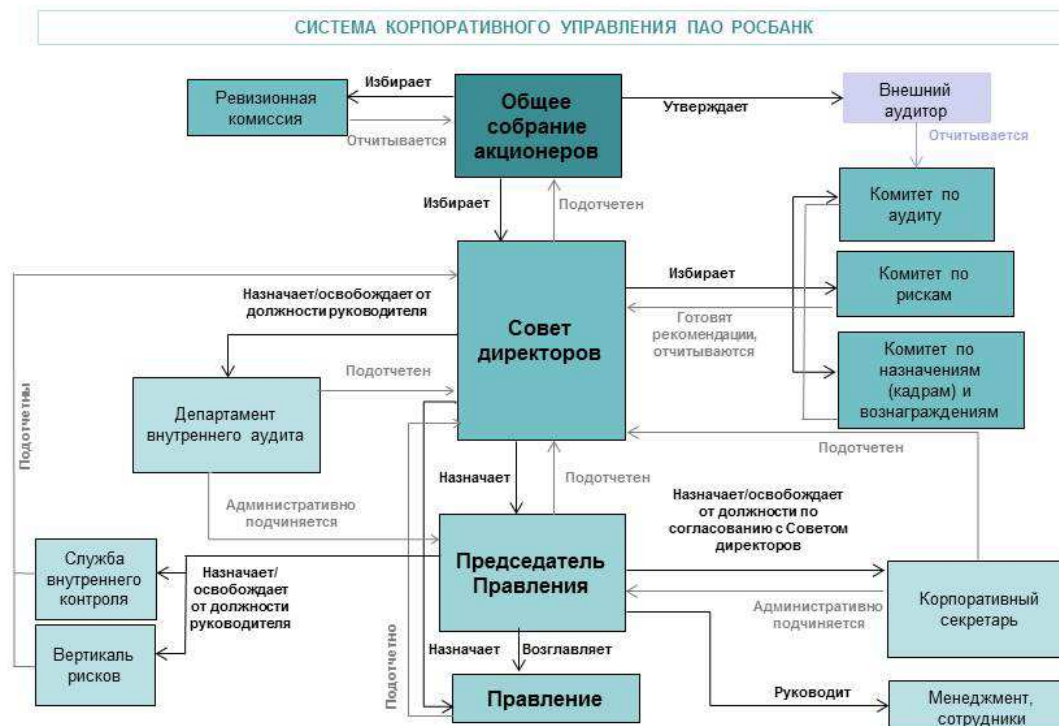 СИСТЕМА КОРПОРАТИВНОГО УПРАВЛЕНИЯ ПАО РОСБАНК
Ревизионная
комиссия
Избирает
Отчитывается
Общее
собрание
акционеров
Утверждает
Внешний
аудитор
Отчитывается
Избирает
Подотчетен
Комитет по
аудиту
Назначает/освобождает от
должности руководителя
Совет
директоров
Избирает
Готовят
рекомендации,
отчитываются
Комитет по
рискам
Комитет по
назначениям
(кадрам) и
вознаграждениям
Подотчетны
Департамент
внутреннего аудита
Подотчетен
Подотчетен
Административно
подчиняется
Назначает
Подотчетен
Назначает/освобождает
от должности по
согласованию с Советом
директоров
Служба
внутреннего
контроля
Назначает/
освобождает
от должности
руководителя
Председатель
Правления
Административно
подчиняется
Корпоративный
секретарь
Вертикаль
рисков
Подотчетно
Назначает
Возглавляет
Правление
Руководит
Менеджмент,
сотрудники